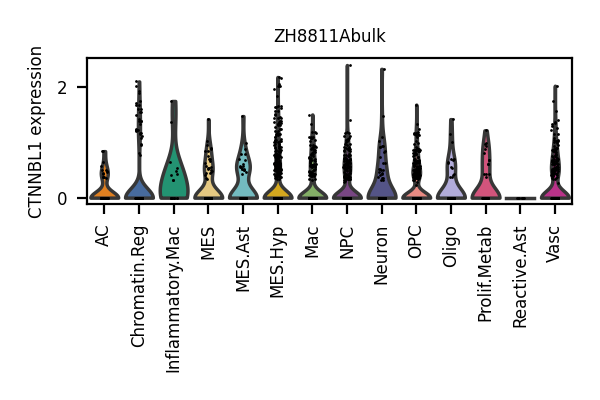 ZH8811Abulk
CTNNBL1 expression
2
0
AC
Chromatin.Reg
Inflammatory.Mac
MES
MES.Ast
MES.Hyp
Mac
NPC
Neuron
OPC
Oligo
Prolif.Metab
Reactive.Ast
Vasc